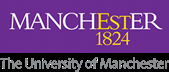 MANCHESTER
1824
The University of Manchester